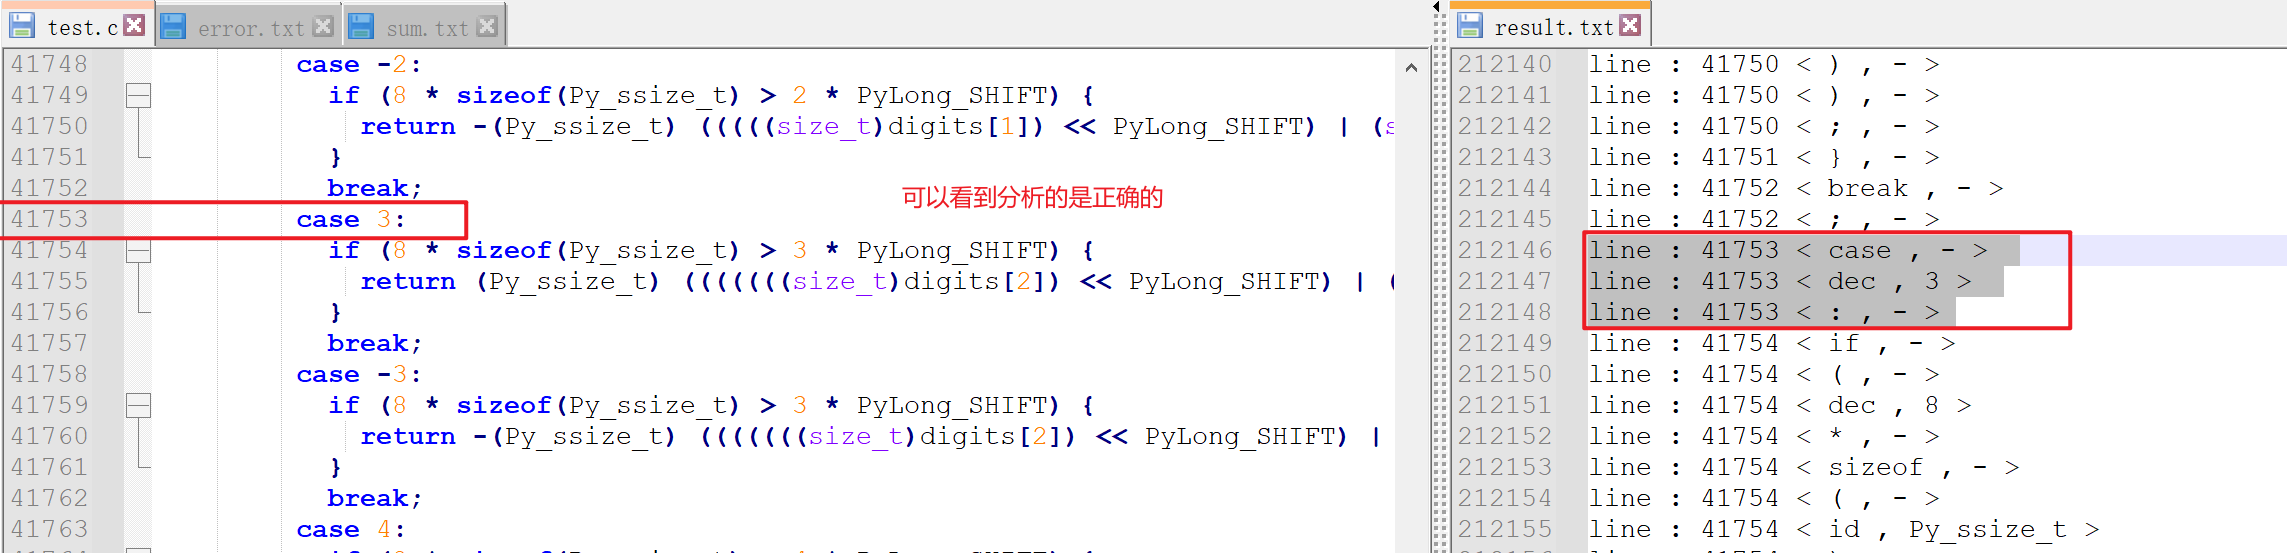 test.c error.txt sum.txt
41748 case -2:
41749 if (8 * sizeof(Py_ssize_t) > 2 * PyLong_SHIFT) {
41750 return -(Py_ssize_t) (((((size_t)digits[1]) << PyLong_SHIFT) | (s
41751 }
41752 break;
可以看到分析的是正确的
41753 case 3:
41754 if (8 * sizeof(Py_ssize_t) > 3 * PyLong_SHIFT) {
41755 return (Py_ssize_t) (((((((size_t)digits[2]) << PyLong_SHIFT) | (
41756 }
41757 break;
41758 case -3:
41759 if (8 * sizeof(Py_ssize_t) > 3 * PyLong_SHIFT) {
41760 return -(Py_ssize_t) (((((((size_t)digits[2]) << PyLong_SHIFT) |
41761 }
41762 break;
41763 case 4:
result.txt
212140 line : 41750 < ) , - >
212141 line : 41750 < ) , - >
212142 line : 41750 < ; , - >
212143 line : 41751 < } , - >
212144 line : 41752 < break , - >
212145 line : 41752 < ; , - >
212146 line : 41753 < case , - >
212147 line : 41753 < dec , 3 >
212148 line : 41753 < : , - >
212149 line : 41754 < if , - >
212150 line : 41754 < ( , - >
212151 line : 41754 < dec , 8 >
212152 line : 41754 < * , - >
212153 line : 41754 < sizeof , - >
212154 line : 41754 < ( , - >
212155 line : 41754 < id , Py_ssize_t >